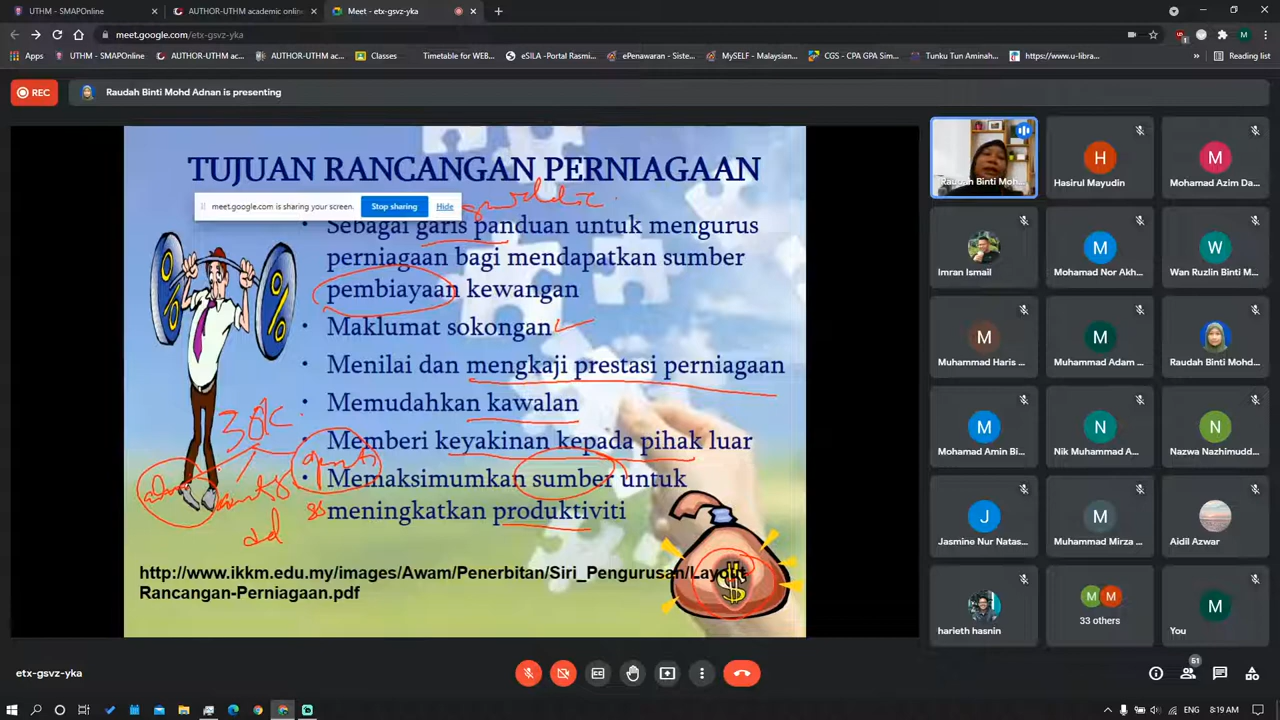 UTHM - SMAPOnline
AUTHOR-UTHM academic onlin
Meet - etx-gsvz-yka
meet.google.com/etx-gsvz-yka
Apps
UTHM - SMAPOnline
AUTHOR-UTHM ac...
AUTHOR-UTHM ac...
Classes
Timetable for WEB...
eSILA -Portal Rasmi...
ePenawaran - Siste...
MySELF - Malaysian...
CGS - CPA GPA Sim...
Tunku Tun Aminah...
https://www.u-libra...
Reading list
REC
Raudah Binti Mohd Adnan is presenting
TUJUAN RANCANGAN PERNIAGAAN
meet.google.com is sharing your screen.
Stop sharing
Hide
• Sebagai garis panduan untuk mengurus
perniagaan bagi mendapatkan sumber
pembiayaan kewangan
• Maklumat sokongan
• Menilai dan mengkaji prestasi perniagaan
• Memudahkan kawalan
• Memberi keyakinan kepada pihak luar
• Memaksimumkan sumber untuk
meningkatkan produktiviti
http://www.ikkm.edu.my/images/Awam/Penerbitan/Siri_Pengurusan/Layout-
Rancangan-Perniagaan.pdf
% %
$
Raudah Binti Moh...
H
Hasirul Mayudin
M
Mohamad Azim Da...
Imran Ismail
M
Mohamad Nor Akh...
W
Wan Ruzlin Binti M...
Muhammad Haris ...
A
Muhammad Adam ...
Raudah Binti Mohd...
M
Mohamad Amin Bi...
N
Nik Muhammad A...
N
Nazwa Nazhimudd...
J
Jasmine Nur Natas...
M
Muhammad Mirza ...
Aidil Azwar
harieth hasnin
M M
33 others
M
You
etx-gsvz-yka
51
ENG
8:19 AM